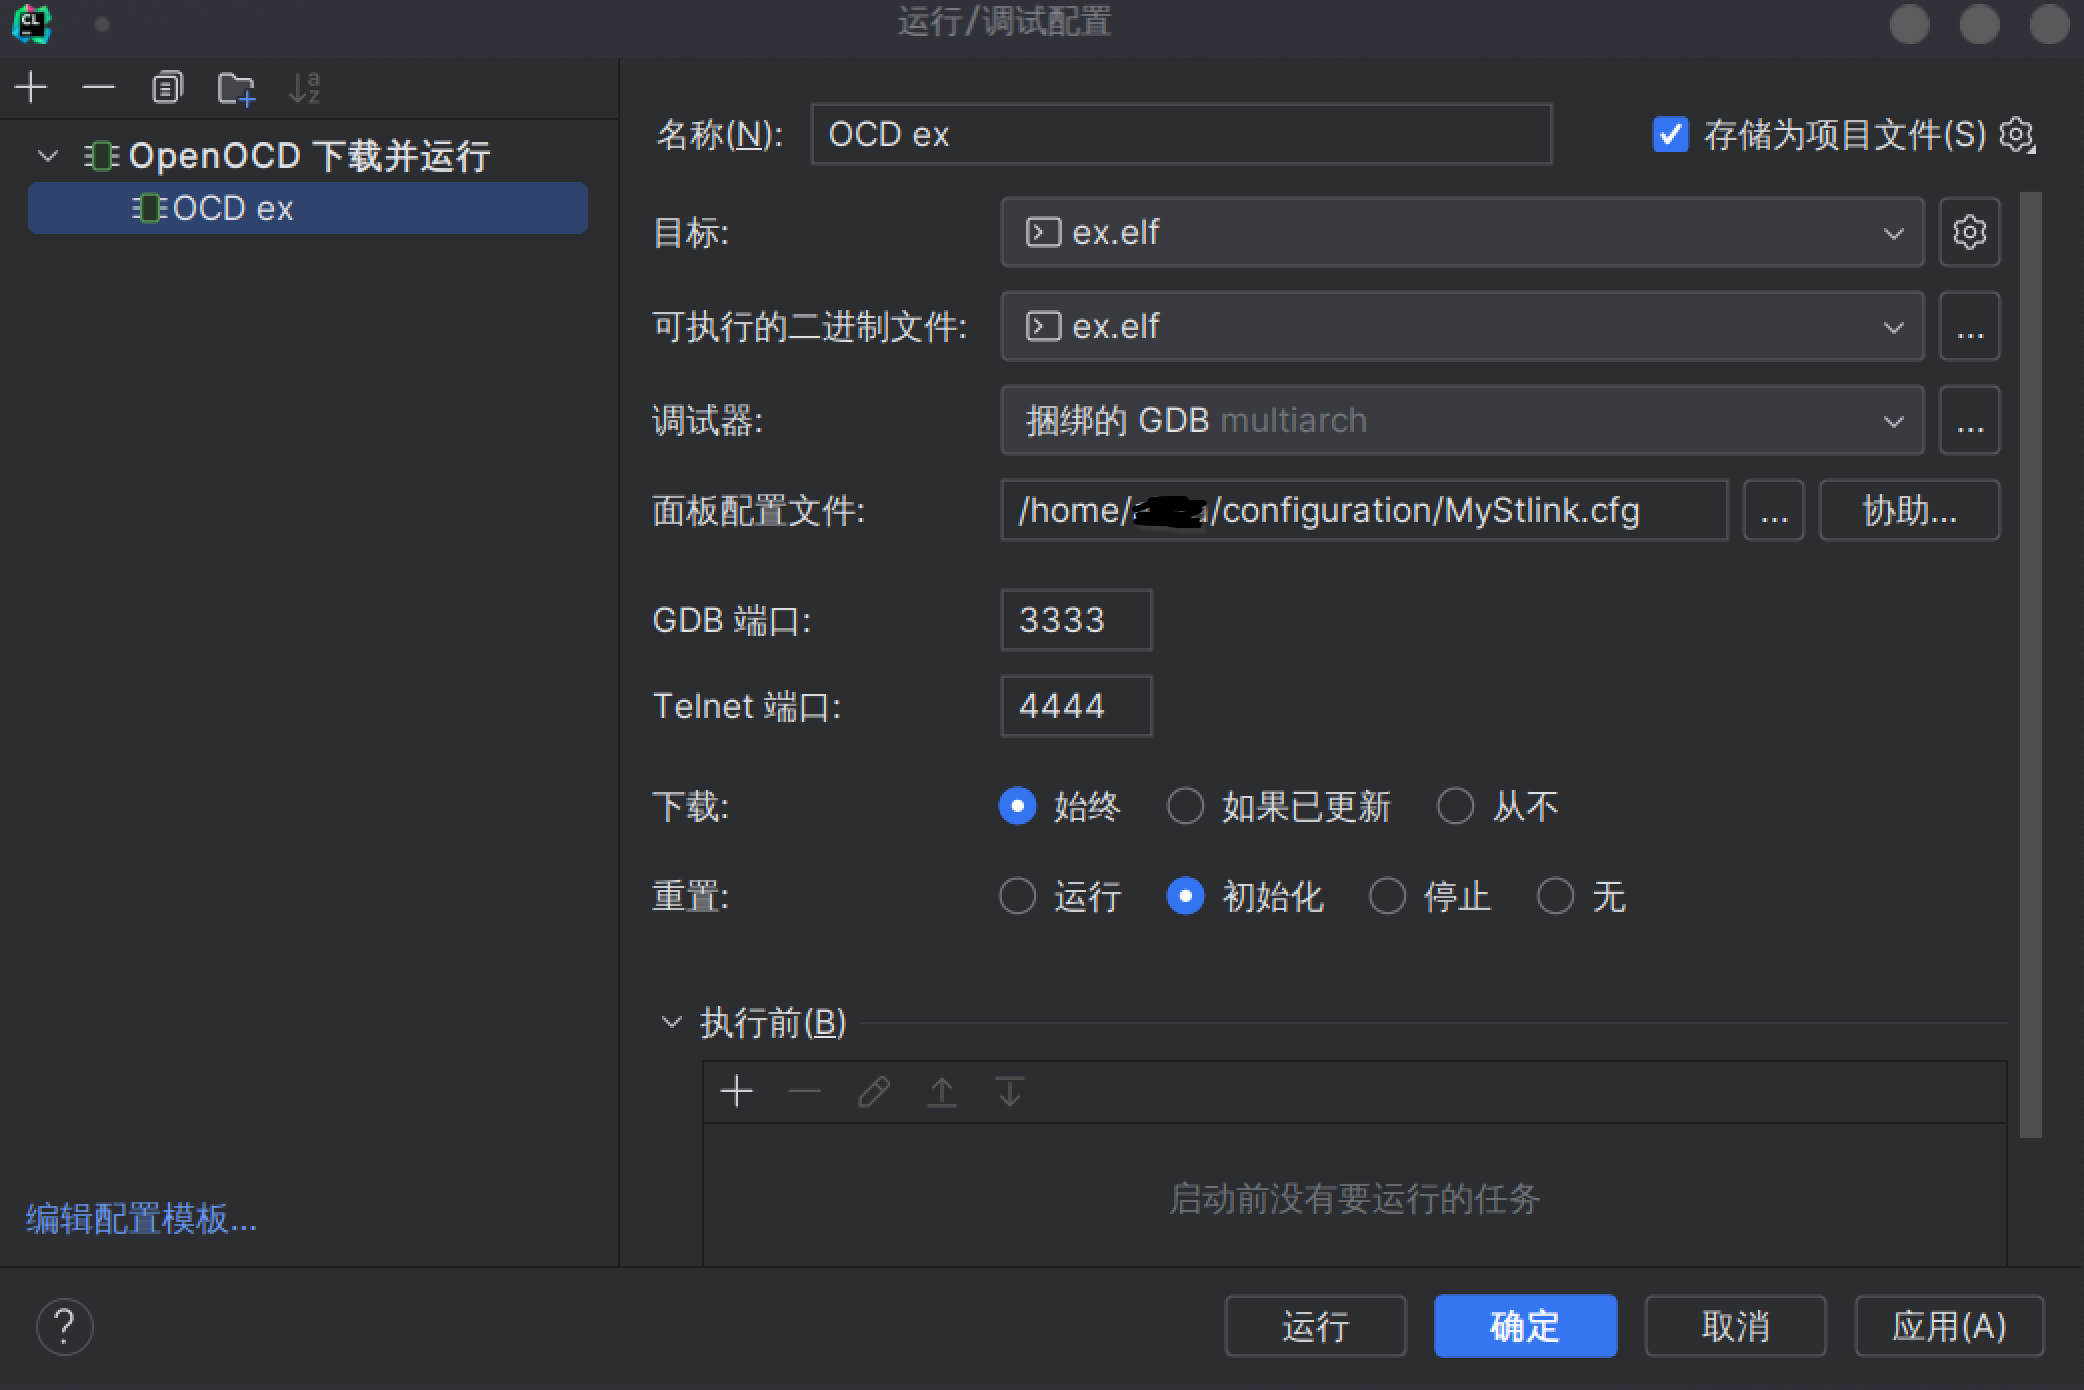 CL
运行/调试配置
OpenOCD 下载并运行
OCD ex
编辑配置模板...
名称(N): OCD ex
存储为项目文件(S)
目标: ex.elf
可执行的二进制文件: ex.elf ...
调试器: 捆绑的 GDB multiarch ...
面板配置文件: /home/ /configuration/MyStlink.cfg ... 协助...
GDB 端口: 3333
Telnet 端口: 4444
下载: 始终 如果已更新 从不
重置: 运行 初始化 停止 无
执行前(B)
启动前没有要运行的任务
? 运行 确定 取消 应用(A)